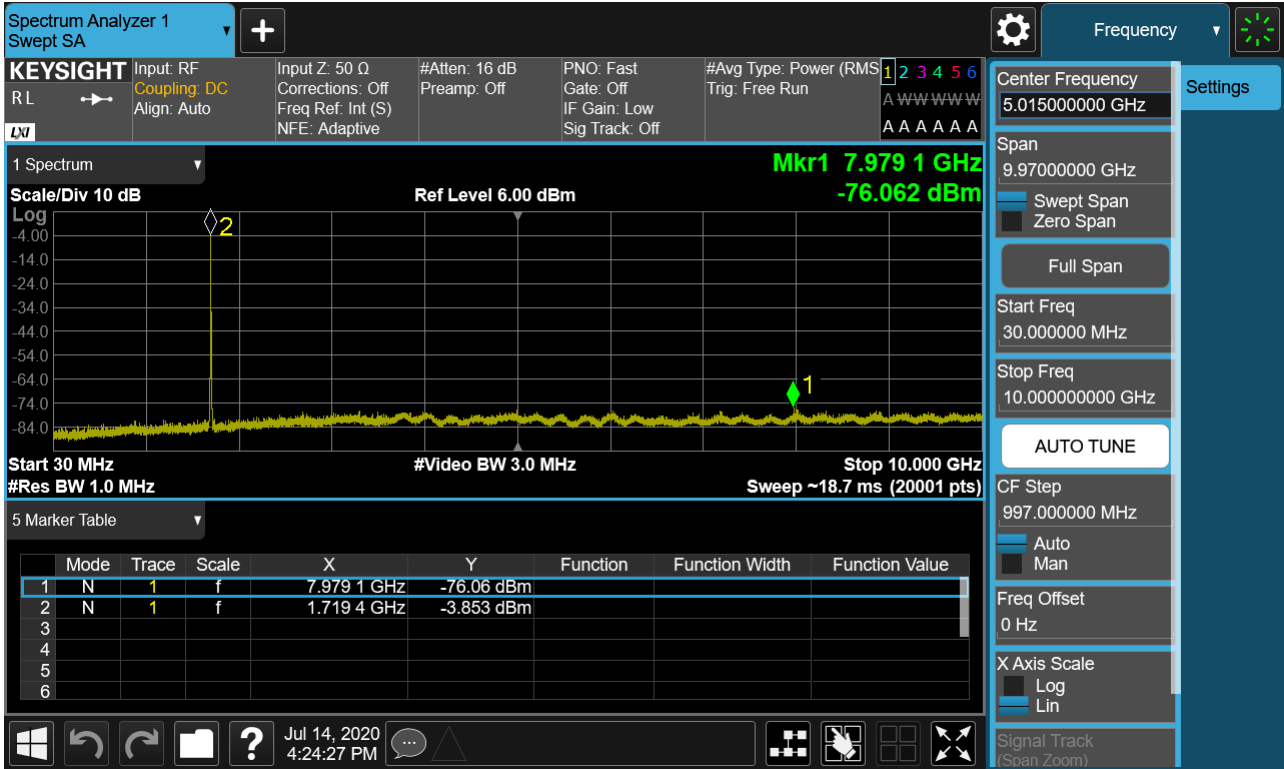 Spectrum Analyzer 1
Swept SA
▼
+
Frequency
▼
KEYSIGHT
R L
LXI
Input: RF
Coupling: DC
Align: Auto
Input Z: 50 Ω
Corrections: Off
Freq Ref: Int (S)
NFE: Adaptive
#Atten: 16 dB
Preamp: Off
PNO: Fast
Gate: Off
IF Gain: Low
Sig Track: Off
#Avg Type: Power (RMS
Trig: Free Run
1 2 3 4 5 6
A W W W W W
A A A A A A
1 Spectrum ▼
Mkr1 7.979 1 GHz
-76.062 dBm
Scale/Div 10 dB
Ref Level 6.00 dBm
Log
-4.00
-14.0
-24.0
-34.0
-44.0
-54.0
-64.0
-74.0
-84.0
2
1
Start 30 MHz
#Video BW 3.0 MHz
Stop 10.000 GHz
#Res BW 1.0 MHz
Sweep ~18.7 ms (20001 pts)
5 Marker Table ▼
Mode Trace Scale X Y Function Function Width Function Value
1 N 1 f 7.979 1 GHz -76.06 dBm
2 N 1 f 1.719 4 GHz -3.853 dBm
3
4
5
6
?
Jul 14, 2020
4:24:27 PM
Center Frequency
5.015000000 GHz
Span
9.97000000 GHz
Swept Span
Zero Span
Full Span
Start Freq
30.000000 MHz
Stop Freq
10.000000000 GHz
AUTO TUNE
CF Step
997.000000 MHz
Auto
Man
Freq Offset
0 Hz
X Axis Scale
Log
Lin
Signal Track
(Span Zoom)
Settings